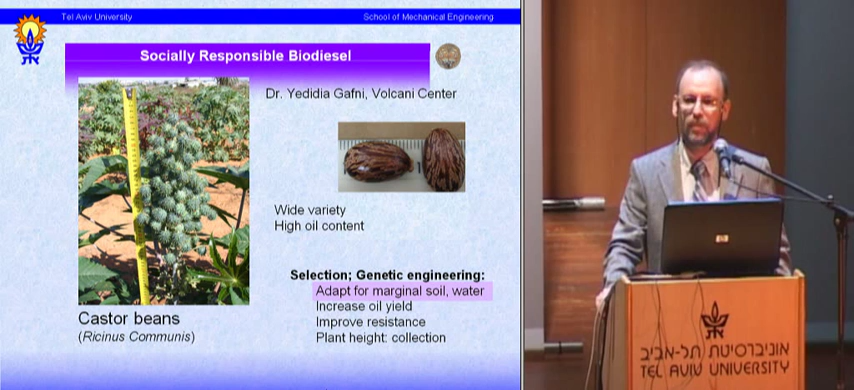 Tel Aviv University
School of Mechanical Engineering
Socially Responsible Biodiesel
Dr. Yedidia Gafni, Volcani Center
Wide variety
High oil content
Selection; Genetic engineering:
Adapt for marginal soil, water
Increase oil yield
Improve resistance
Plant height: collection
Castor beans
(Ricinus Communis)
hp
אוניברסיטת תל-אביב
TEL AVIV UNIVERSITY